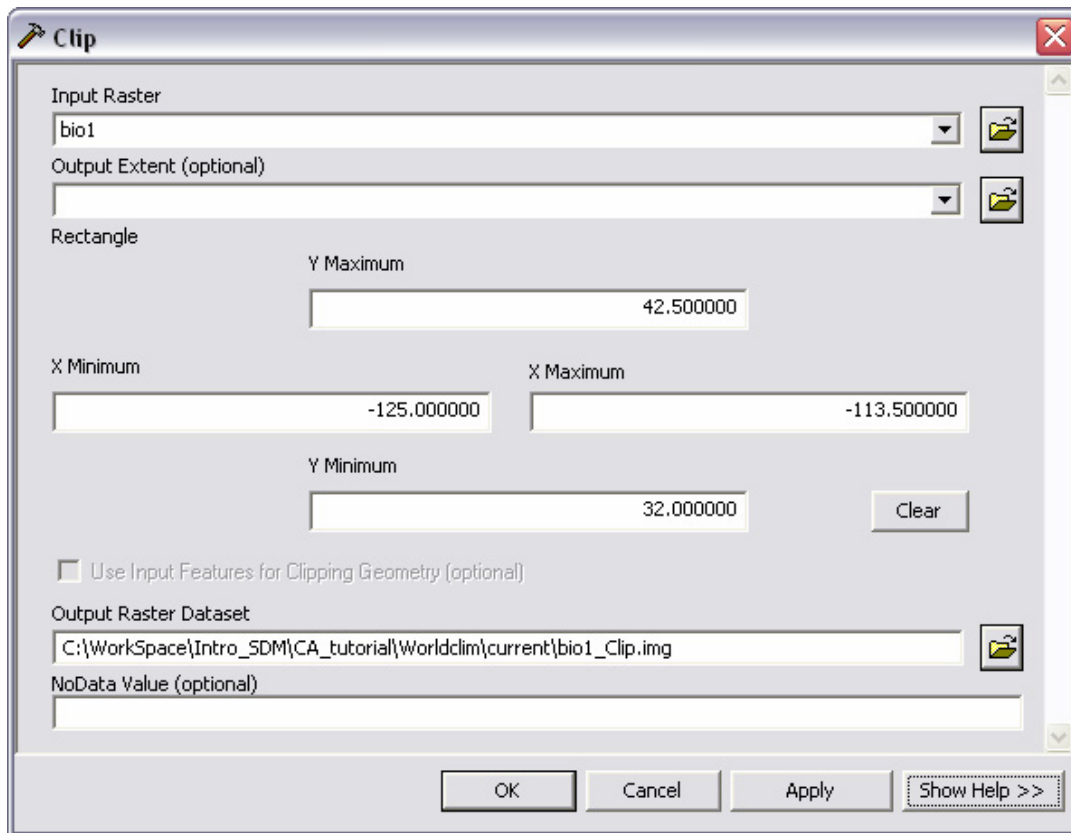 Clip
Input Raster
bio1
Output Extent (optional)
Rectangle
Y Maximum
42.500000
X Minimum
X Maximum
-125.000000
-113.500000
Y Minimum
32.000000
Clear
Use Input Features for Clipping Geometry (optional)
Output Raster Dataset
C:\WorkSpace\Intro_SDM\CA_tutorial\Worldclim\current\bio1_Clip.img
NoData Value (optional)
OK
Cancel
Apply
Show Help >>